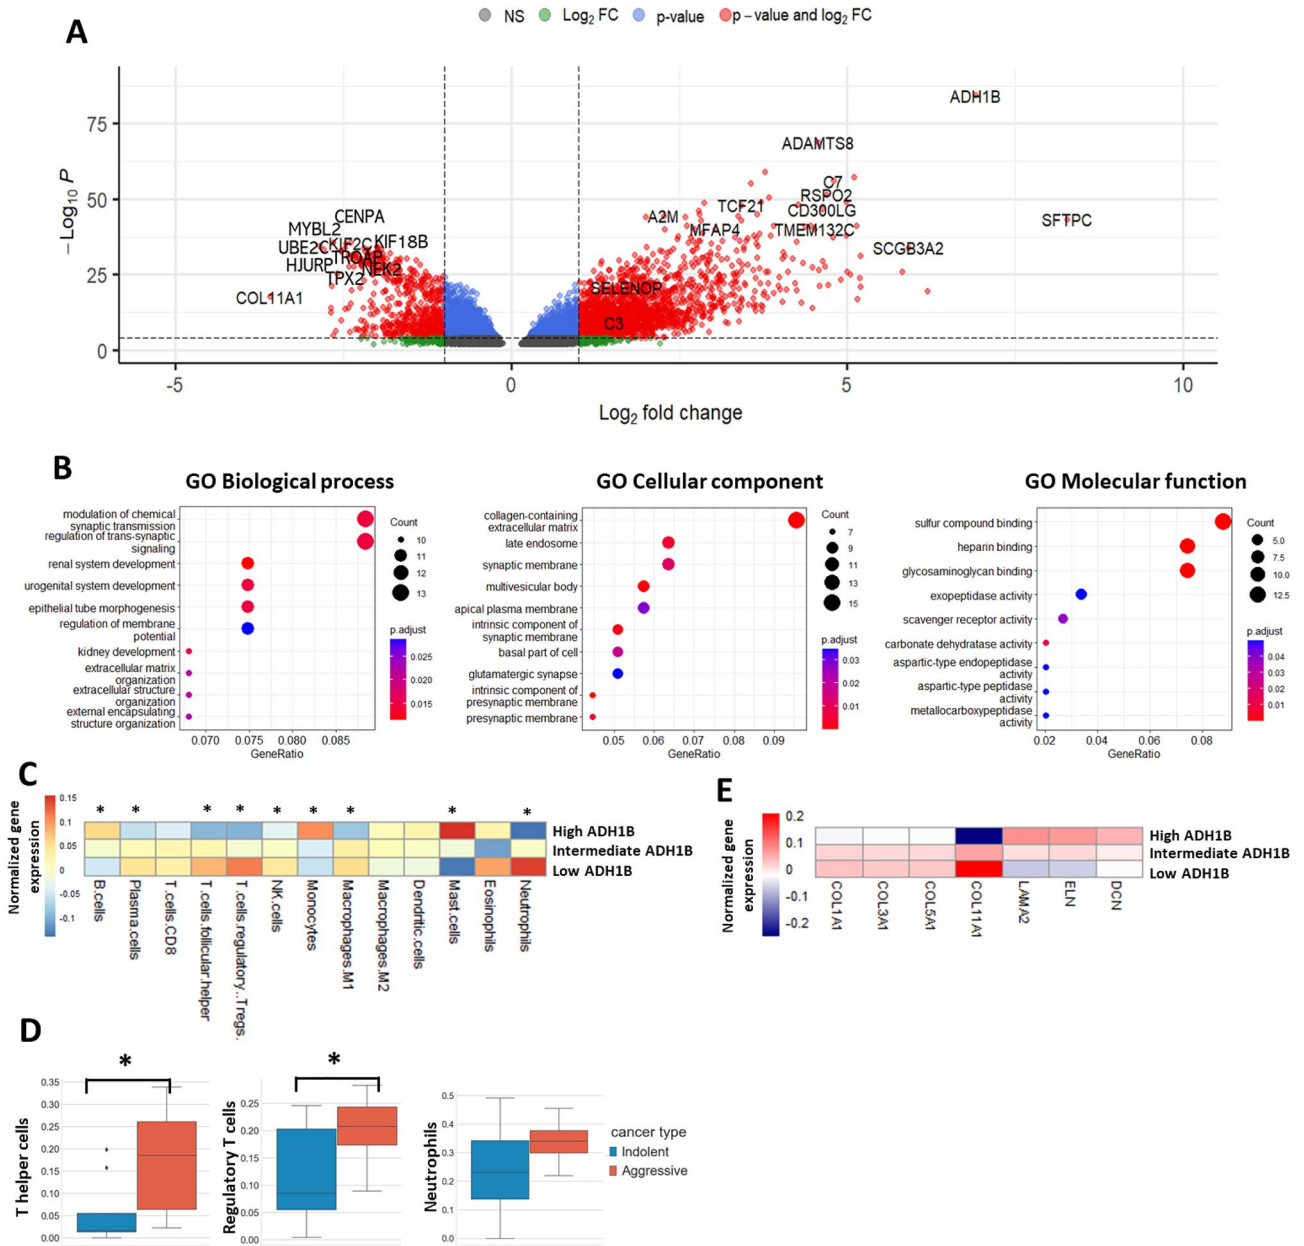 NS Log2 FC p-value p – value and log2 FC
A
ADH1B
ADAMTS8
C7
RSPO2
CD300LG
TCF21
A2M
MFAP4
TMEM132C
SFTPC
SCGB3A2
CENPA
MYBL2
UBE2C
KIF2C
KIF18B
TROAP
HJURP
NEK2
TPX2
COL11A1
SELENOP
C3
–Log10 P
75
50
25
0
-5 0 5 10
Log2 fold change
B
GO Biological process
modulation of chemical
synaptic transmission
regulation of trans-synaptic
signaling
renal system development
urogenital system development
epithelial tube morphogenesis
regulation of membrane
potential
kidney development
extracellular matrix
organization
extracellular structure
organization
external encapsulating
structure organization
0.070 0.075 0.080 0.085
GeneRatio
Count
10
11
12
13
p.adjust
0.025
0.020
0.015
GO Cellular component
collagen-containing
extracellular matrix
late endosome
synaptic membrane
multivesicular body
apical plasma membrane
intrinsic component of
synaptic membrane
basal part of cell
glutamatergic synapse
intrinsic component of
presynaptic membrane
presynaptic membrane
0.05 0.06 0.07 0.08 0.09
GeneRatio
Count
7
9
11
13
15
p.adjust
0.03
0.02
0.01
GO Molecular function
sulfur compound binding
heparin binding
glycosaminoglycan binding
exopeptidase activity
scavenger receptor activity
carbonate dehydratase activity
aspartic-type endopeptidase
activity
aspartic-type peptidase
activity
metallocarboxypeptidase
activity
0.02 0.04 0.06 0.08
GeneRatio
Count
5.0
7.5
10.0
12.5
p.adjust
0.04
0.03
0.02
0.01
C
Normalized gene
expression
0.15
0.1
0.05
0
-0.05
-0.1
* * * * * * * * *
High ADH1B
Intermediate ADH1B
Low ADH1B
B.cells
Plasma.cells
T.cells.CD8
T.cells.follicular.helper
T.cells.regulatory..Tregs.
NK.cells
Monocytes
Macrophages.M1
Macrophages.M2
Dendritic.cells
Mast.cells
Eosinophils
Neutrophils
E
Normalized gene
expression
0.2
0.1
0
-0.1
-0.2
High ADH1B
Intermediate ADH1B
Low ADH1B
COL1A1
COL3A1
COL5A1
COL11A1
LAMA2
ELN
DCN
D
*
T helper cells
0.35
0.30
0.25
0.20
0.15
0.10
0.05
0.00
*
Regulatory T cells
0.25
0.20
0.15
0.10
0.05
0.00
Neutrophils
0.5
0.4
0.3
0.2
0.1
0.0
cancer type
Indolent
Aggressive